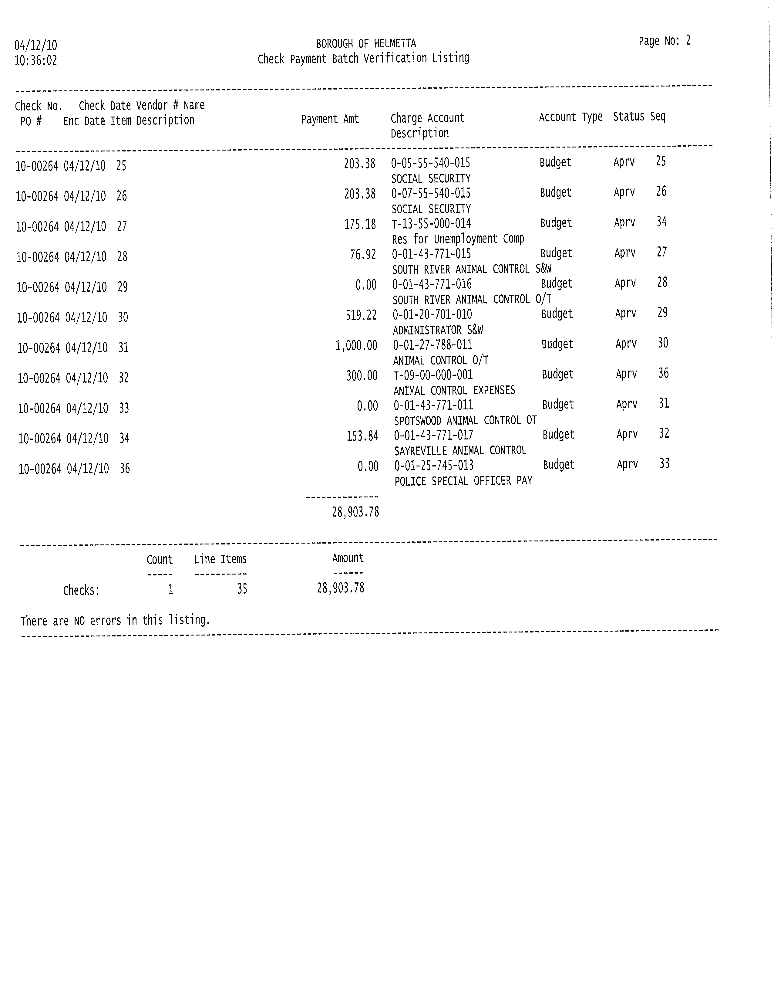 04/12/10 BOROUGH OF HELMETTA Page No: 2
10:36:02 Check Payment Batch Verification Listing
Check No. Check Date Vendor # Name
PO # Enc Date Item Description Payment Amt Charge Account Account Type Status Seq
Description
10-00264 04/12/10 25 203.38 0-05-55-540-015 Budget Aprv 25
SOCIAL SECURITY
10-00264 04/12/10 26 203.38 0-07-55-540-015 Budget Aprv 26
SOCIAL SECURITY
10-00264 04/12/10 27 175.18 T-13-55-000-014 Budget Aprv 34
Res for Unemployment Comp
10-00264 04/12/10 28 76.92 0-01-43-771-015 Budget Aprv 27
SOUTH RIVER ANIMAL CONTROL S&W
10-00264 04/12/10 29 0.00 0-01-43-771-016 Budget Aprv 28
SOUTH RIVER ANIMAL CONTROL O/T
10-00264 04/12/10 30 519.22 0-01-20-701-010 Budget Aprv 29
ADMINISTRATOR S&W
10-00264 04/12/10 31 1,000.00 0-01-27-788-011 Budget Aprv 30
ANIMAL CONTROL O/T
10-00264 04/12/10 32 300.00 T-09-00-000-001 Budget Aprv 36
ANIMAL CONTROL EXPENSES
10-00264 04/12/10 33 0.00 0-01-43-771-011 Budget Aprv 31
SPOTSWOOD ANIMAL CONTROL OT
10-00264 04/12/10 34 153.84 0-01-43-771-017 Budget Aprv 32
SAYREVILLE ANIMAL CONTROL
10-00264 04/12/10 36 0.00 0-01-25-745-013 Budget Aprv 33
POLICE SPECIAL OFFICER PAY
28,903.78
Count Line Items Amount
Checks: 1 35 28,903.78
There are NO errors in this listing.